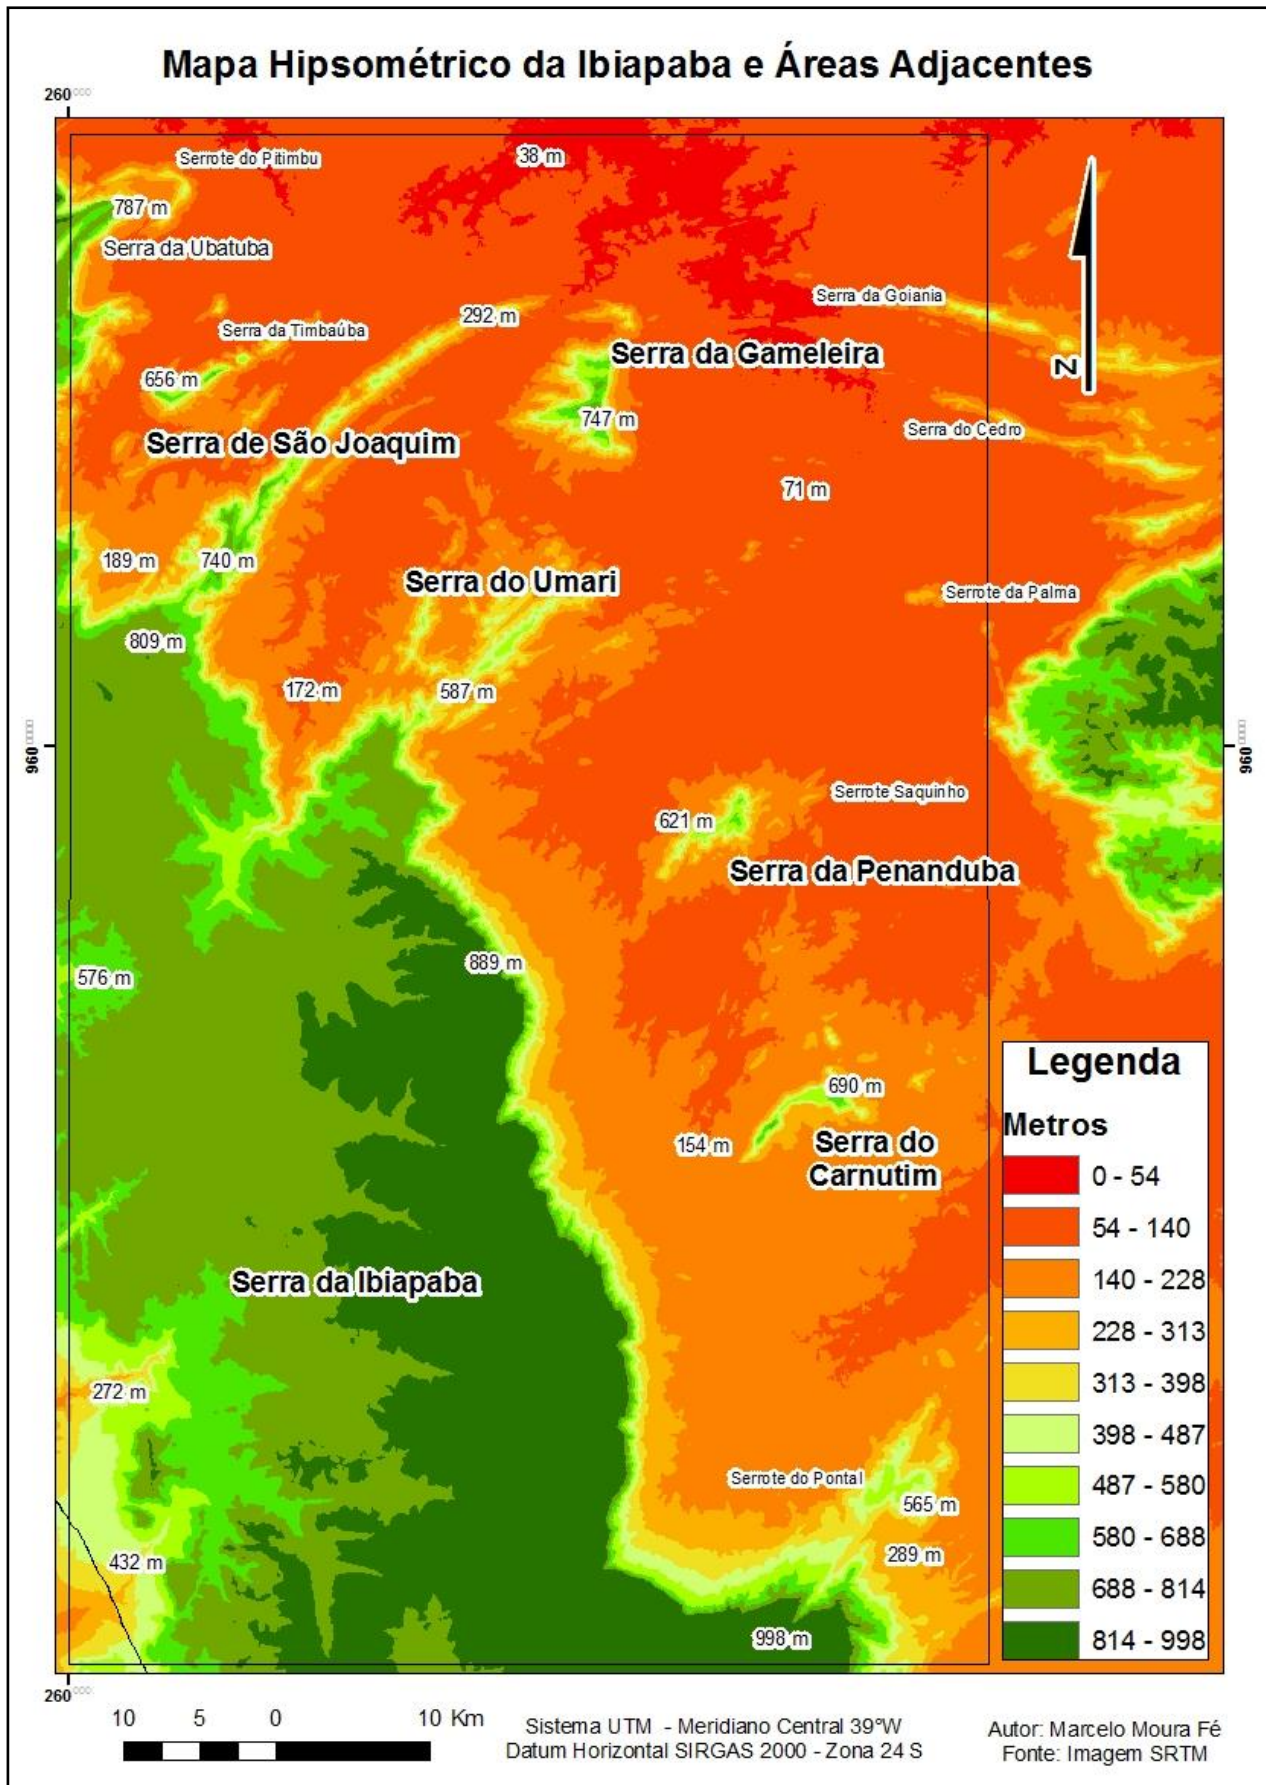 Mapa Hipsométrico da Ibiapaba e Áreas Adjacentes
260
Serrote do Pitimbu
38 m
787 m
Serra da Ubatuba
Serra da Goiania
292 m
Serra da Timbaúba
Serra da Gameleira
N
656 m
747 m
Serra do Cedro
Serra de São Joaquim
71 m
189 m
740 m
Serra do Umari
Serrote da Palma
809 m
172 m
587 m
960
960
Serrote Saquinho
621 m
Serra da Penanduba
889 m
576 m
690 m
154 m
Serra do
Carnutim
Serra da Ibiapaba
272 m
Serrote do Pontal
565 m
289 m
432 m
998 m
Legenda
Metros
0 - 54
54 - 140
140 - 228
228 - 313
313 - 398
398 - 487
487 - 580
580 - 688
688 - 814
814 - 998
260
10 5 0 10 Km
Sistema UTM - Meridiano Central 39°W
Datum Horizontal SIRGAS 2000 - Zona 24 S
Autor: Marcelo Moura Fé
Fonte: Imagem SRTM